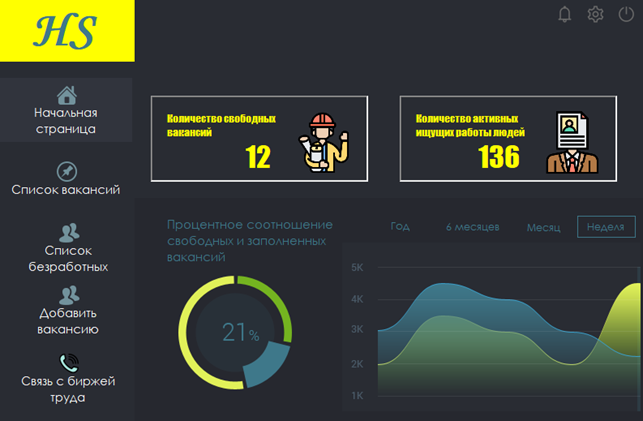 HS
Начальная
страница
Список вакансий
Список
безработных
Добавить
вакансию
Связь с биржей
труда
Количество свободных
вакансий
12
Количество активных
ищущих работы людей
136
Процентное соотношение
свободных и заполненных
вакансий
21%
Год
6 месяцев
Месяц
Неделя
5K
4K
3K
2K
1K